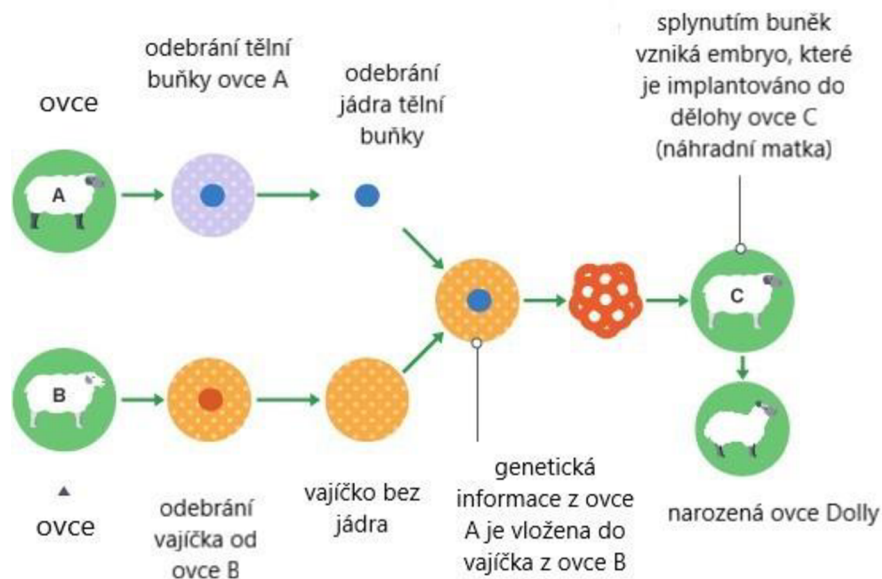 ovce
odebrání tělní
buňky ovce A
odebrání
jádra tělní
buňky
splynutím buněk
vzniká embryo, které
je implantováno do
dělohy ovce C
(náhradní matka)
A
C
B
ovce
odebrání
vajíčka od
ovce B
vajíčko bez
jádra
genetická
informace z ovce
A je vložena do
vajíčka z ovce B
narozená ovce Dolly